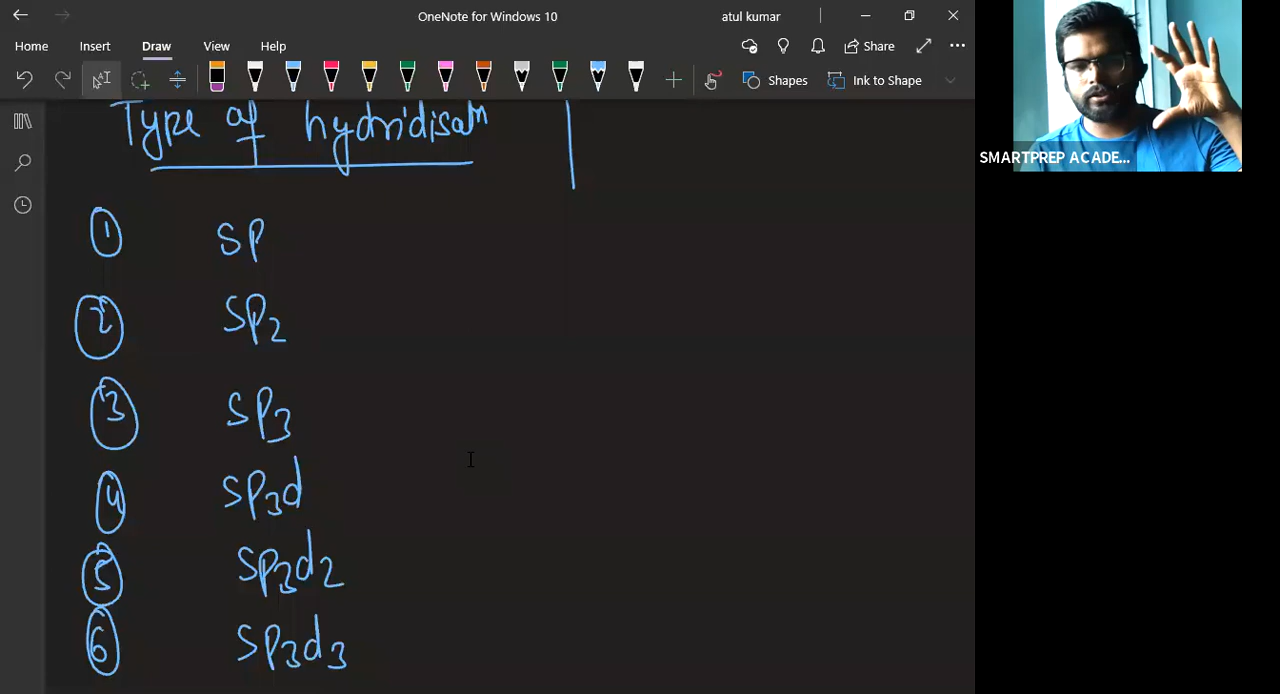 OneNote for Windows 10
atul kumar
Home Insert Draw View Help
Share
Shapes
Ink to Shape
SMARTPREP ACADE...
Type of hydridisatn
1 SP
2 SP2
3 SP3
4 SP3d
5 SP3d2
6 SP3d3